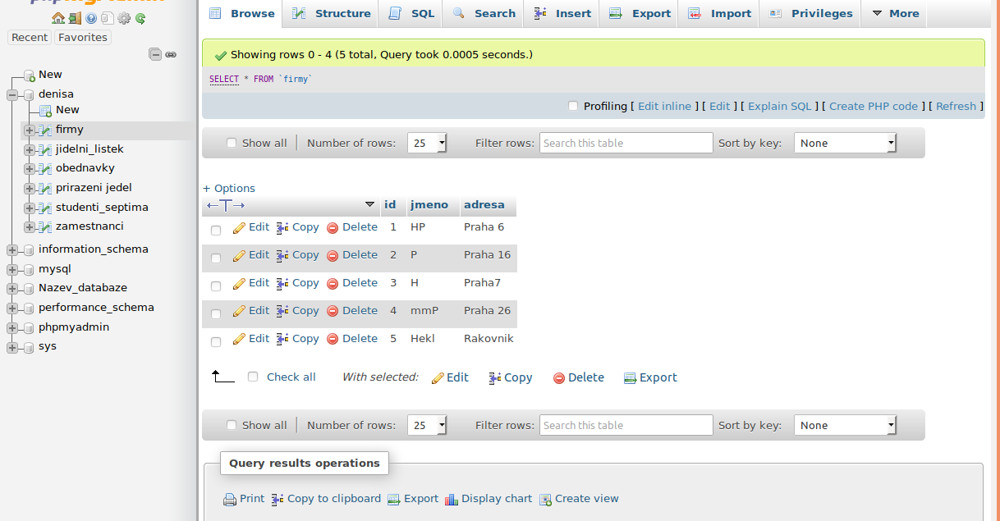 Recent Favorites
New
denisa
New
firmy
jidelni_listek
obednavky
prirazeni jedel
studenti_septima
zamestnanci
information_schema
mysql
Nazev_databaze
performance_schema
phpmyadmin
sys
Browse Structure SQL Search Insert Export Import Privileges More
Showing rows 0 - 4 (5 total, Query took 0.0005 seconds.)
SELECT * FROM `firmy`
Profiling [ Edit inline ] [ Edit ] [ Explain SQL ] [ Create PHP code ] [ Refresh ]
Show all Number of rows: 25 Filter rows: Search this table Sort by key: None
+ Options
id jmeno adresa
Edit Copy Delete 1 HP Praha 6
Edit Copy Delete 2 P Praha 16
Edit Copy Delete 3 H Praha7
Edit Copy Delete 4 mmP Praha 26
Edit Copy Delete 5 Hekl Rakovnik
Check all With selected: Edit Copy Delete Export
Show all Number of rows: 25 Filter rows: Search this table Sort by key: None
Query results operations
Print Copy to clipboard Export Display chart Create view